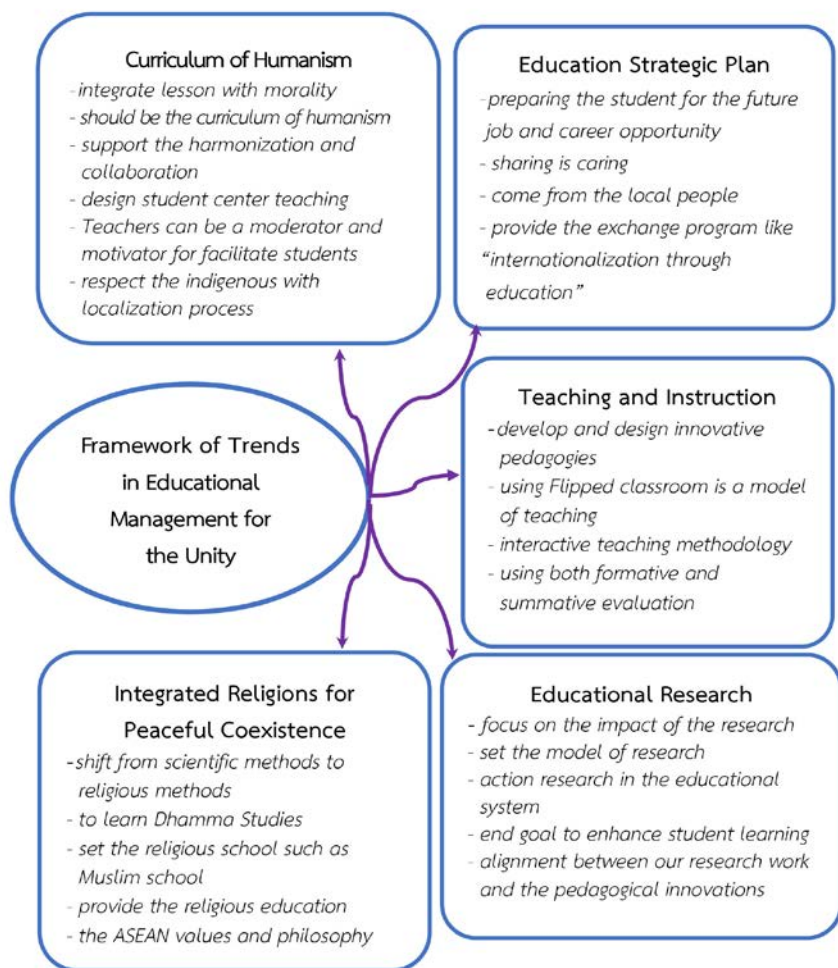 Curriculum of Humanism
-integrate lesson with morality
-should be the curriculum of humanism
- support the harmonization and
collaboration
- design student center teaching
- Teachers can be a moderator and
motivator for facilitate students
- respect the indigenous with
localization process
Education Strategic Plan
-preparing the student for the future
job and career opportunity
- sharing is caring
- come from the local people
- provide the exchange program like
“internationalization through
education”
Framework of Trends
in Educational
Management for
the Unity
Teaching and Instruction
-develop and design innovative
pedagogies
- using Flipped classroom is a model
of teaching
- interactive teaching methodology
- using both formative and
summative evaluation
Integrated Religions for
Peaceful Coexistence
-shift from scientific methods to
religious methods
- to learn Dhamma Studies
- set the religious school such as
Muslim school
- provide the religious education
- the ASEAN values and philosophy
Educational Research
- focus on the impact of the research
- set the model of research
- action research in the educational
system
- end goal to enhance student learning
- alignment between our research work
and the pedagogical innovations